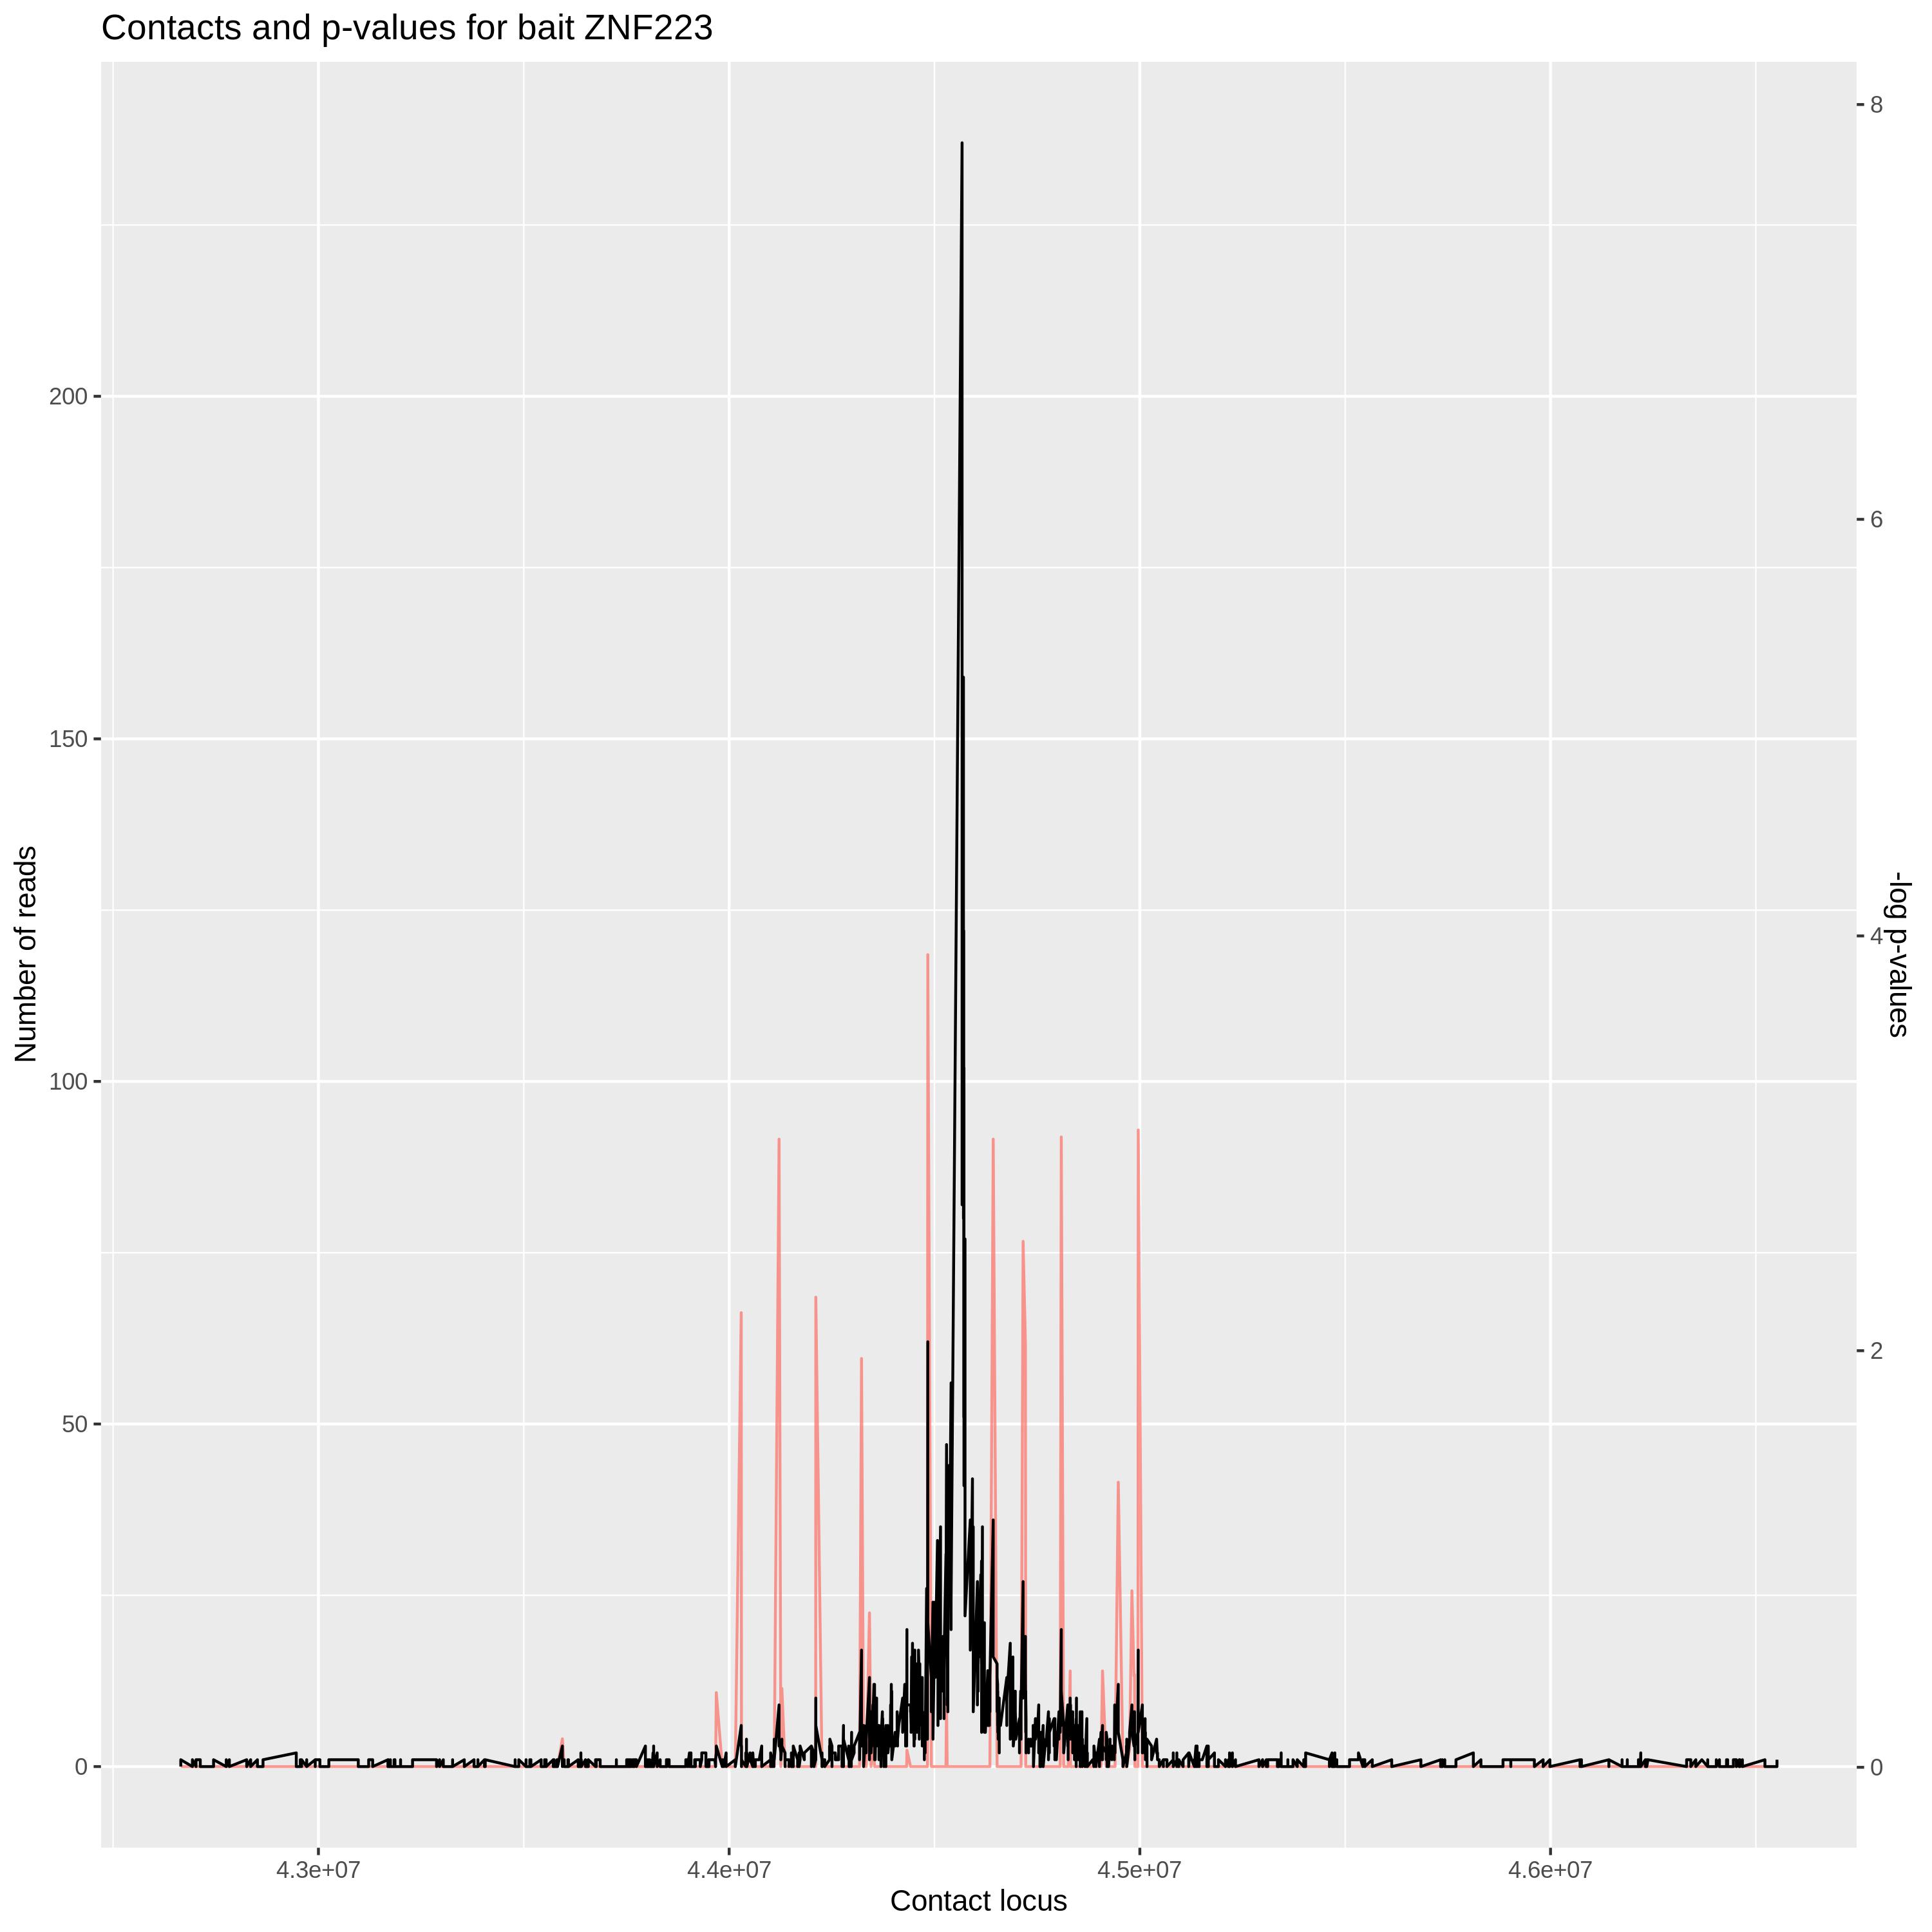 Contacts and p-values for bait ZNF223
8
6
4
2
0
-log p-values
200
150
100
50
0
Number of reads
4.3e+07
4.4e+07
4.5e+07
4.6e+07
Contact locus